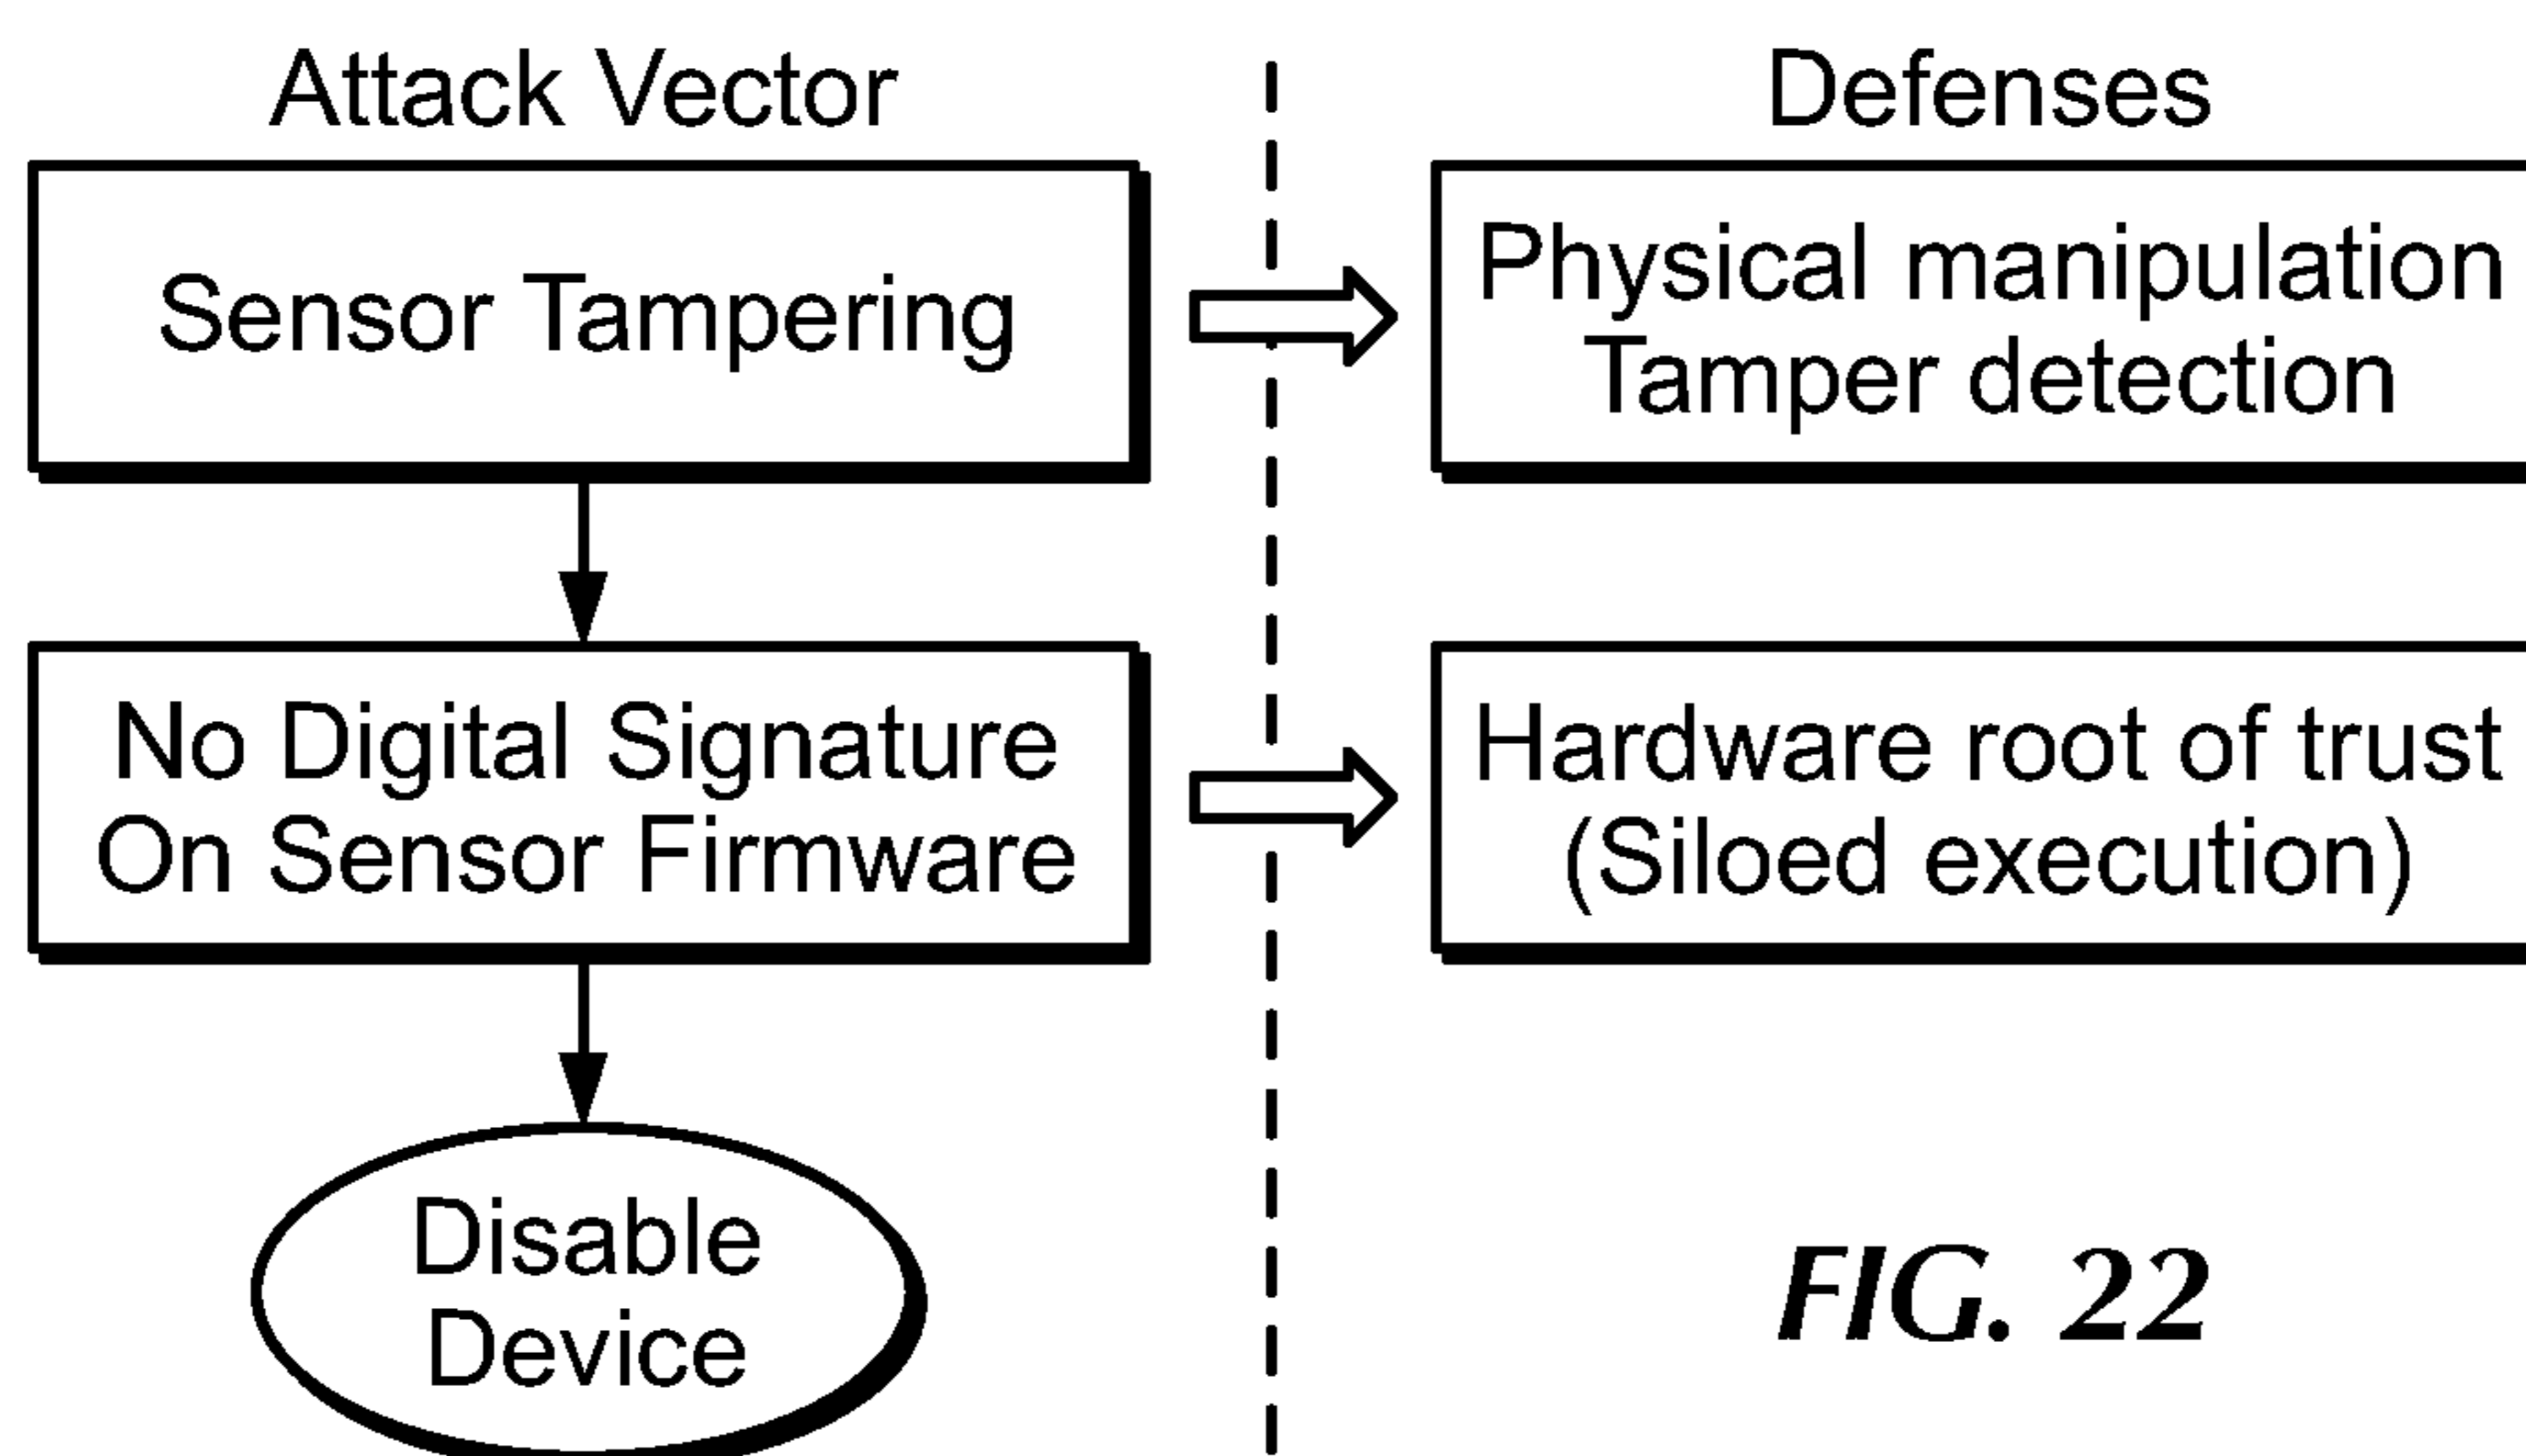 Attack Vector
Defenses
Sensor Tampering
Physical manipulation
Tamper detection
No Digital Signature
On Sensor Firmware
Hardware root of trust
(Siloed execution)
Disable
Device
FIG. 22